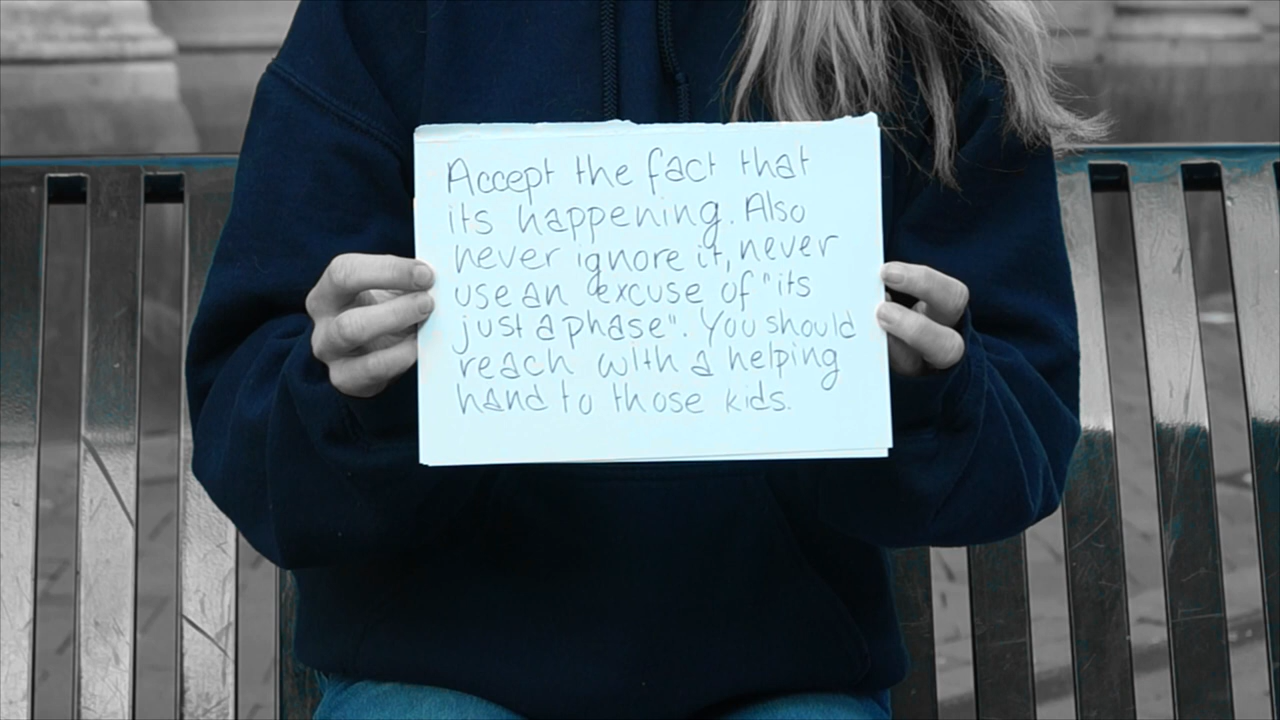 Accept the fact that
its happening. Also
never ignore it, never
use an excuse of "its
just a phase". You should
reach with a helping
hand to those kids.